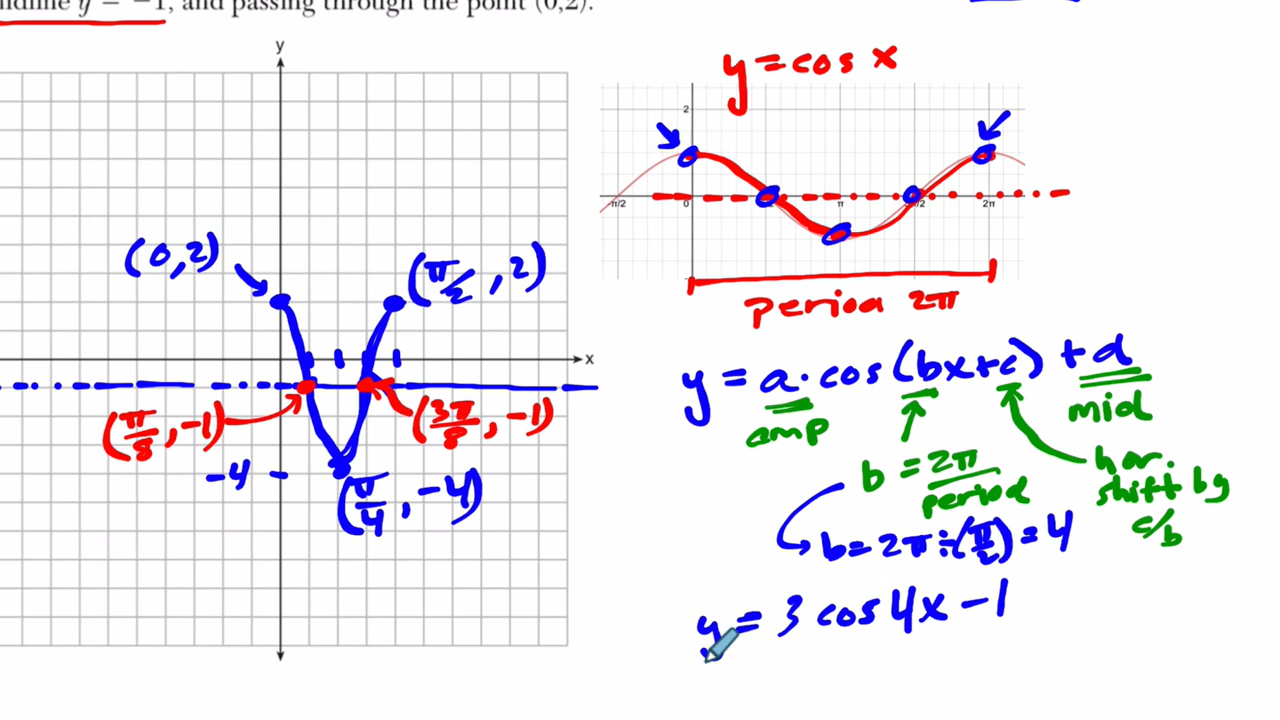 midline y = −1, and passing through the point (0,2).
y
y = cos x
2
-π/2 0 π 2π
(0,2)
(π/2, 2)
period 2π
x
y = a·cos(bx+c) + d
amp
mid
(π/8, -1)
(3π/8, -1)
-4
(π/4, -4)
b = 2π/period
hor.
shift by
c/b
b = 2π÷(π/2) = 4
y = 3 cos 4x − 1